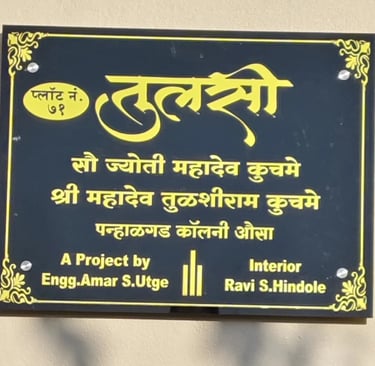 प्लॉट नं.
७१
तुलसी
सौ ज्योती महादेव कुचमे
श्री महादेव तुळशीराम कुचमे
पन्हाळगड कॉलनी औसा
A Project by
Engg.Amar S.Utge
Interior
Ravi S.Hindole